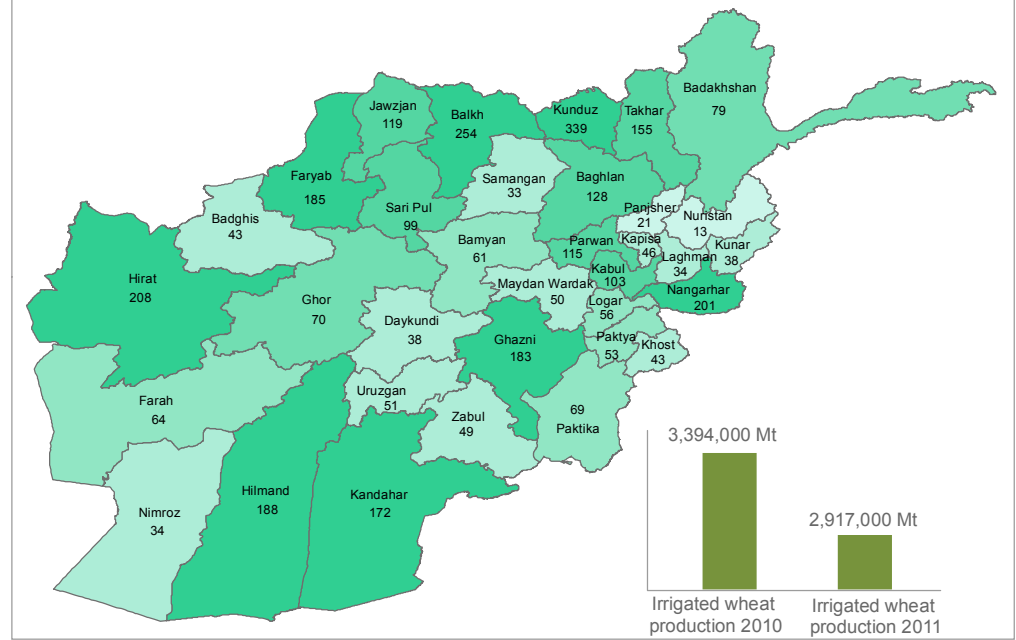 Badakhshan
79
Jawzjan
119
Balkh
254
Kunduz
339
Takhar
155
Faryab
185
Samangan
33
Baghlan
128
Sari Pul
99
Badghis
43
Panjsher
21
Nuristan
13
Bamyan
61
Parwan
115
Kapisa
46
Laghman
34
Kunar
38
Kabul
103
Hirat
208
Maydan Wardak
50
Nangarhar
201
Ghor
70
Logar
56
Daykundi
38
Ghazni
183
Paktya
53
Khost
43
Farah
64
Uruzgan
51
Zabul
49
69
Paktika
Nimroz
34
Hilmand
188
Kandahar
172
3,394,000 Mt
2,917,000 Mt
Irrigated wheat
production 2010
Irrigated wheat
production 2011